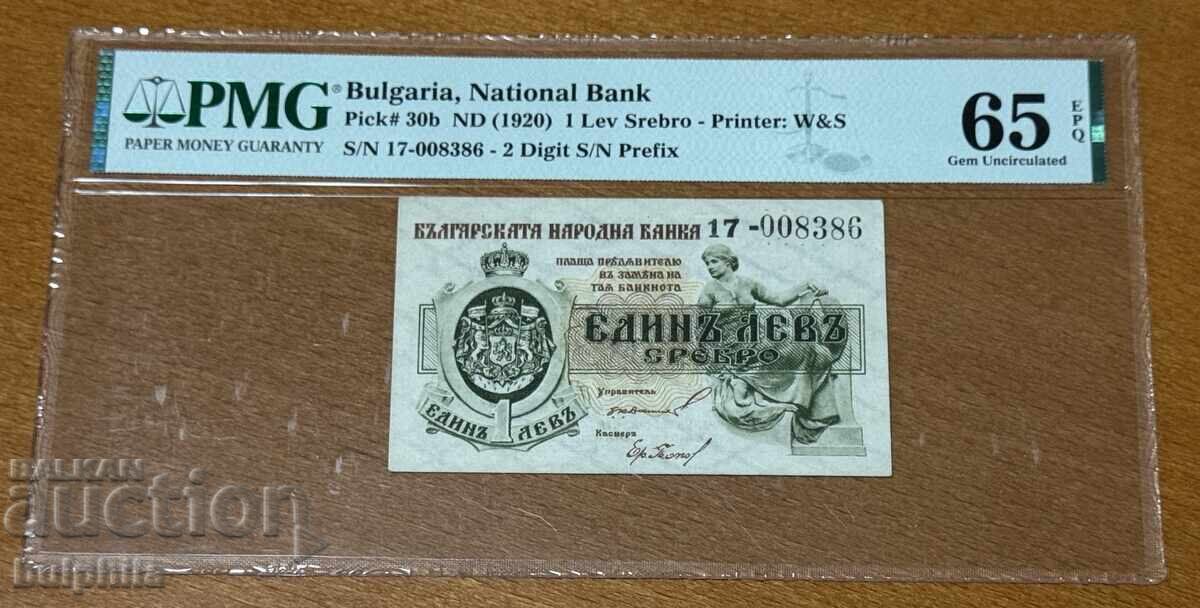 PMG® Bulgaria, National Bank
Pick# 30b ND (1920) 1 Lev Srebro - Printer: W&S
PAPER MONEY GUARANTY S/N 17-008386 - 2 Digit S/N Prefix
65 EPQ
Gem Uncirculated
БЪЛГАРСКАТА НАРОДНА БАНКА 17-008386
ПЛАЩА ПРѢДЯВИТЕЛЮ
ВЪ ЗАМѢНА НА
ТАЯ БАНКНОТА
ЕДИНЪ ЛЕВЪ
СРЕБРО
Управитель
ЕДИНЪ 1 ЛЕВЪ
Касиеръ
BALKAN
auction
bulphila